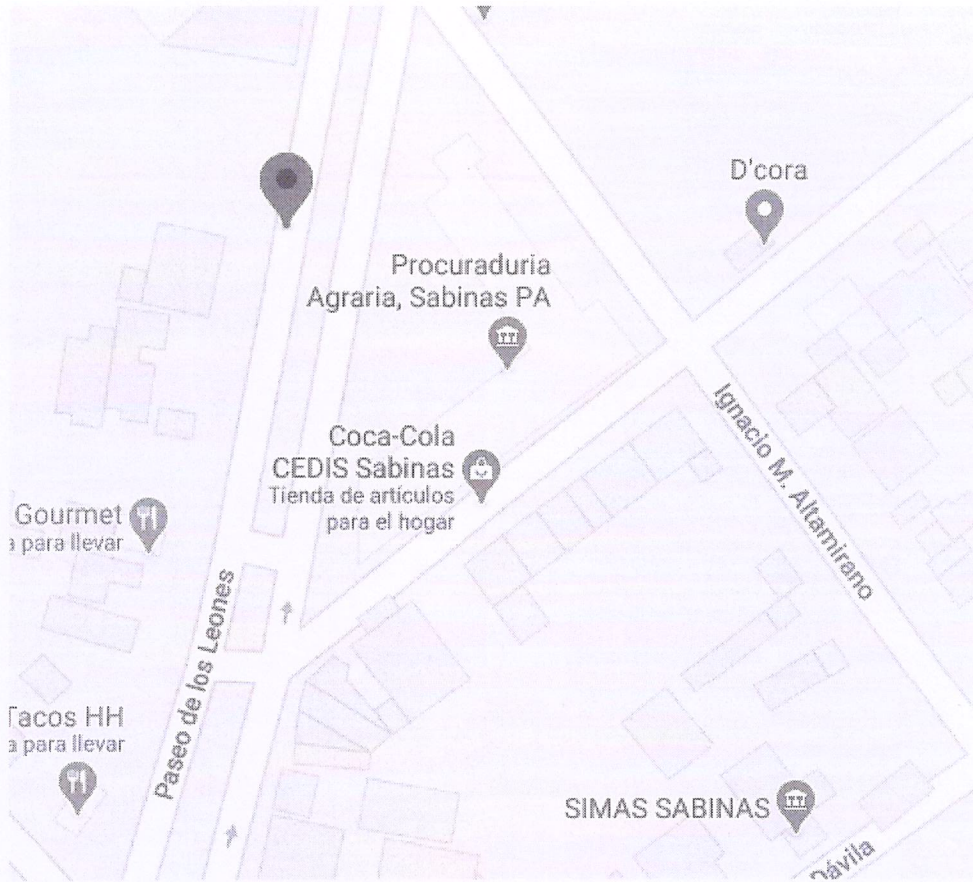 D'cora
Procuraduria
Agraria, Sabinas PA
Ignacio M. Altamirano
Coca-Cola
CEDIS Sabinas
Tienda de artículos
para el hogar
Gourmet
a para llevar
Paseo de los Leones
Tacos HH
a para llevar
SIMAS SABINAS
Dávila